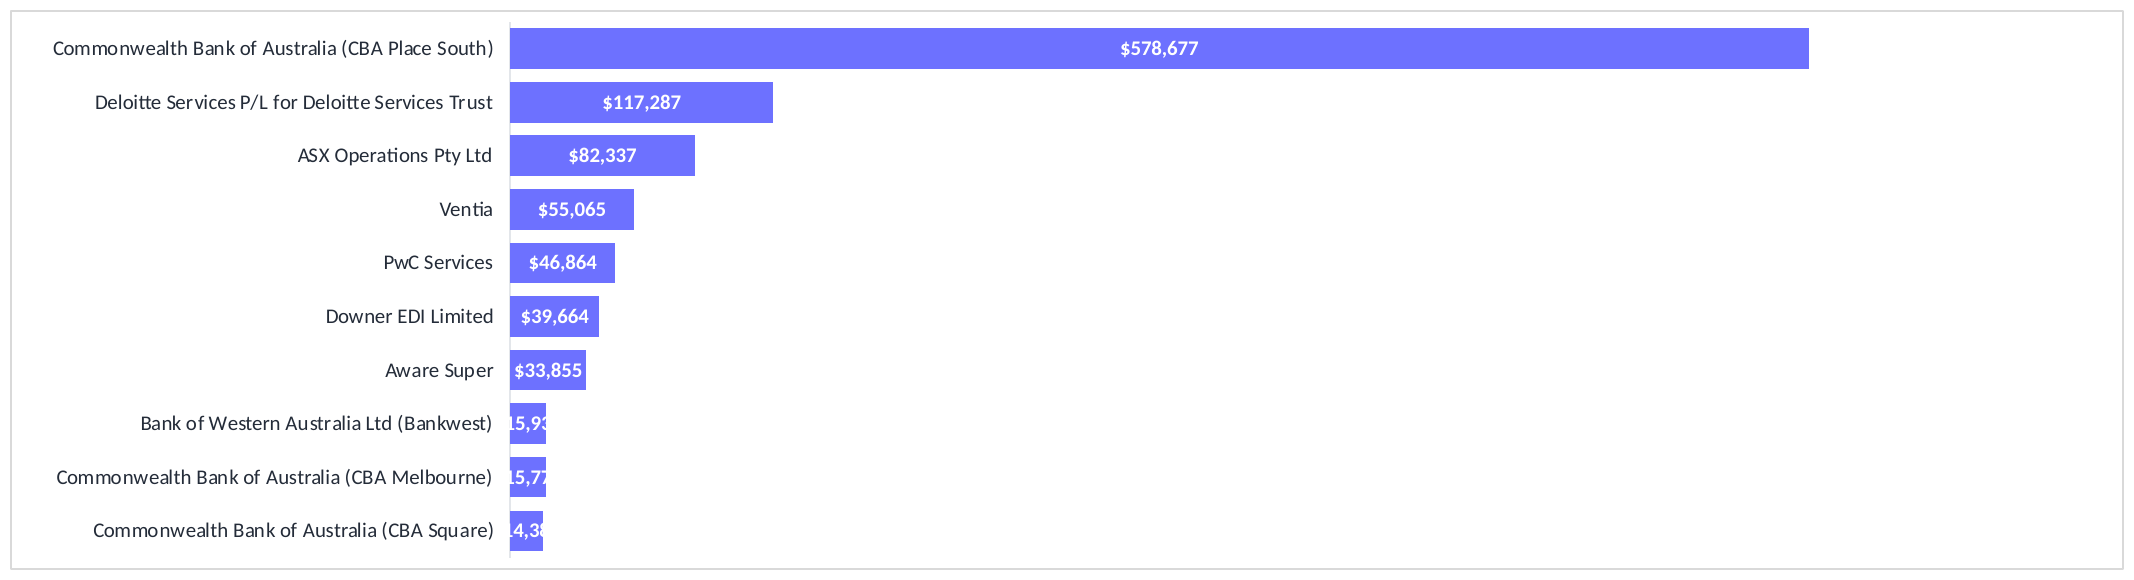 Commonwealth Bank of Australia (CBA Place South) $578,677
Deloitte Services P/L for Deloitte Services Trust $117,287
ASX Operations Pty Ltd $82,337
Ventia $55,065
PwC Services $46,864
Downer EDI Limited $39,664
Aware Super $33,855
Bank of Western Australia Ltd (Bankwest)
Commonwealth Bank of Australia (CBA Melbourne)
Commonwealth Bank of Australia (CBA Square)